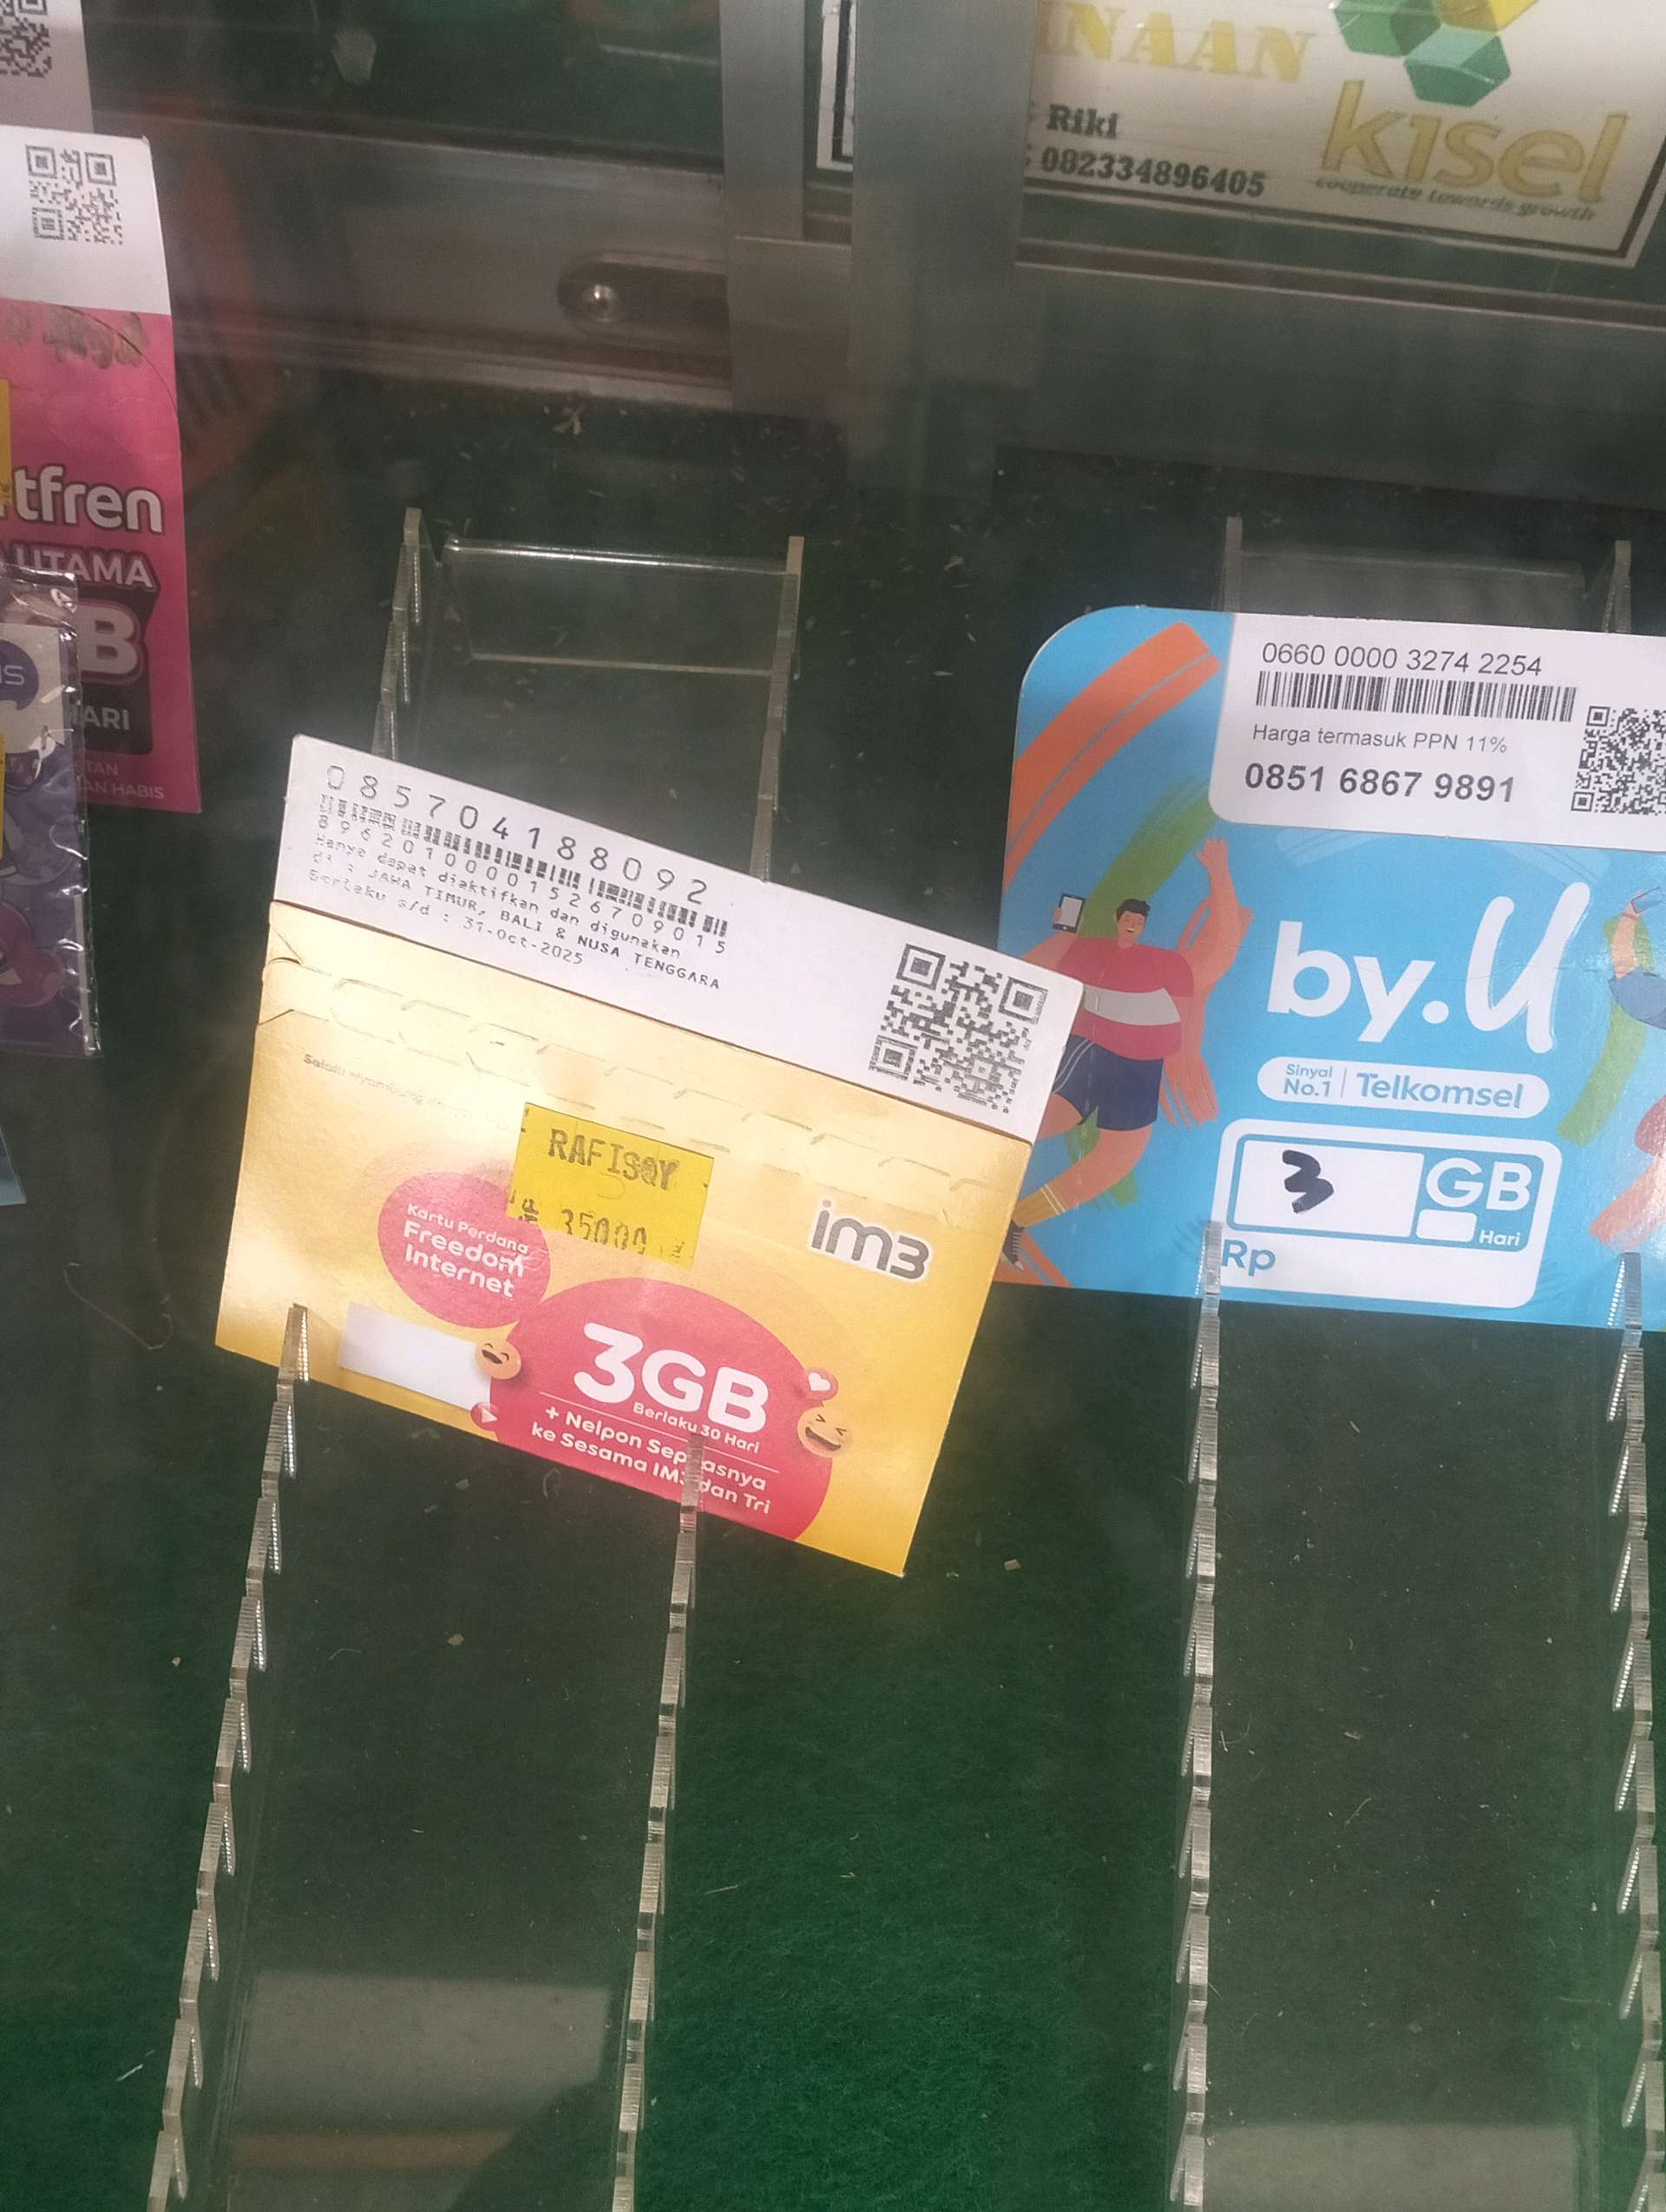 NAAN
Riki
082334896405
kisel
cooperate towards growth
tfren
UTAMA
B
HARI
AN HABIS
085704188092
89620100001526709015
Hanya dapat diaktifkan dan digunakan
di : JAWA TIMUR, BALI & NUSA TENGGARA
Berlaku s/d : 31-Oct-2025
RAFISQY
35000
im3
Kartu Perdana
Freedom
Internet
3GB
Berlaku 30 Hari
+ Nelpon Sepuasnya
ke Sesama IM3 dan Tri
0660 0000 3274 2254
Harga termasuk PPN 11%
0851 6867 9891
by.U
Sinyal
No.1
Telkomsel
3 GB
Hari
Rp